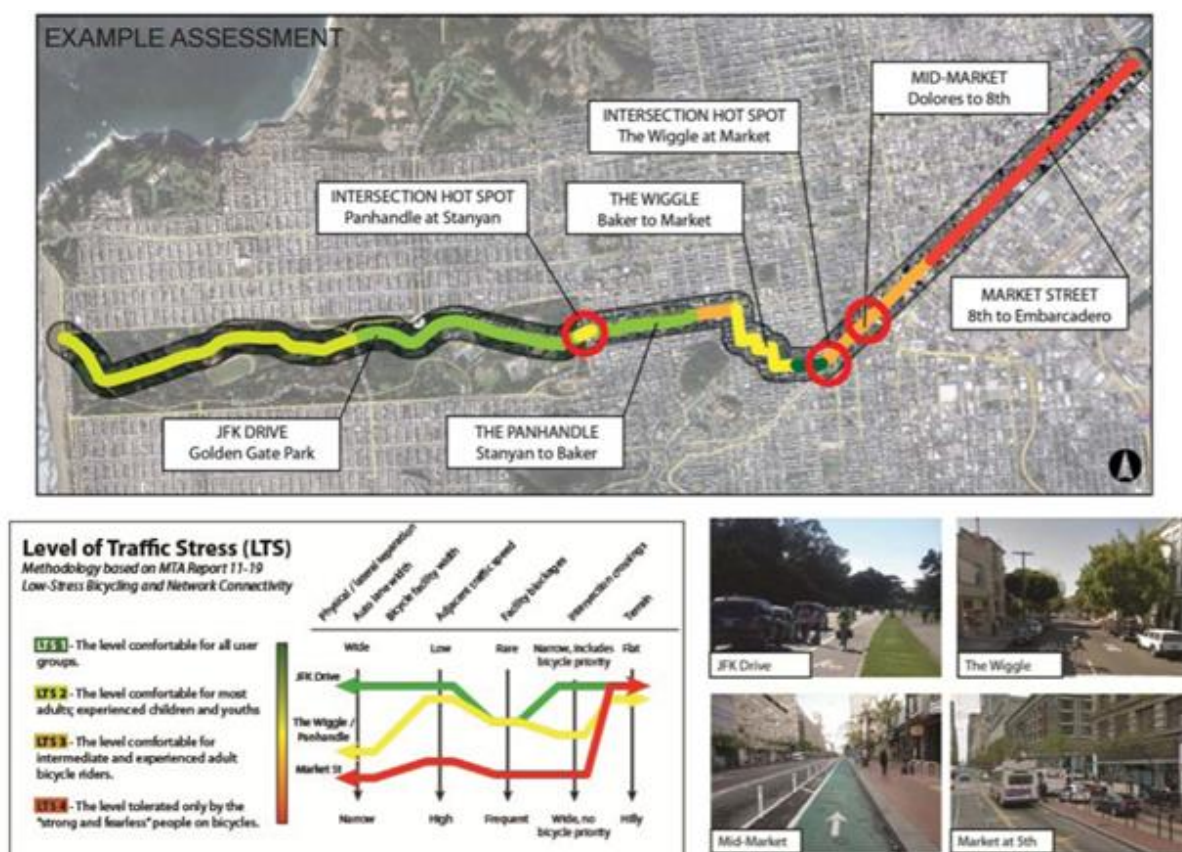 EXAMPLE ASSESSMENT
MID-MARKET
Dolores to 8th
INTERSECTION HOT SPOT
The Wiggle at Market
INTERSECTION HOT SPOT
Panhandle at Stanyan
THE WIGGLE
Baker to Market
MARKET STREET
8th to Embarcadero
JFK DRIVE
Golden Gate Park
THE PANHANDLE
Stanyan to Baker
Level of Traffic Stress (LTS)
Methodology based on MTA Report 11-19
Low-Stress Bicycling and Network Connectivity
LTS 1 - The level comfortable for all user
groups.
LTS 2 - The level comfortable for most
adults; experienced children and youths
LTS 3 - The level comfortable for
intermediate and experienced adult
bicycle riders.
LTS 4 - The level tolerated only by the
"strong and fearless" people on bicycles.
Physical / lateral separation
Auto lane width
Bicycle facility width
Adjacent traffic speed
Facility blockages
Intersection crossings
Terrain
Wide
Low
Rare
Narrow, Includes
bicycle priority
Flat
JFK Drive
The Wiggle /
Panhandle
Market St
Narrow
High
Frequent
Wide, no
bicycle priority
Hilly
JFK Drive
The Wiggle
Mid-Market
Market at 5th